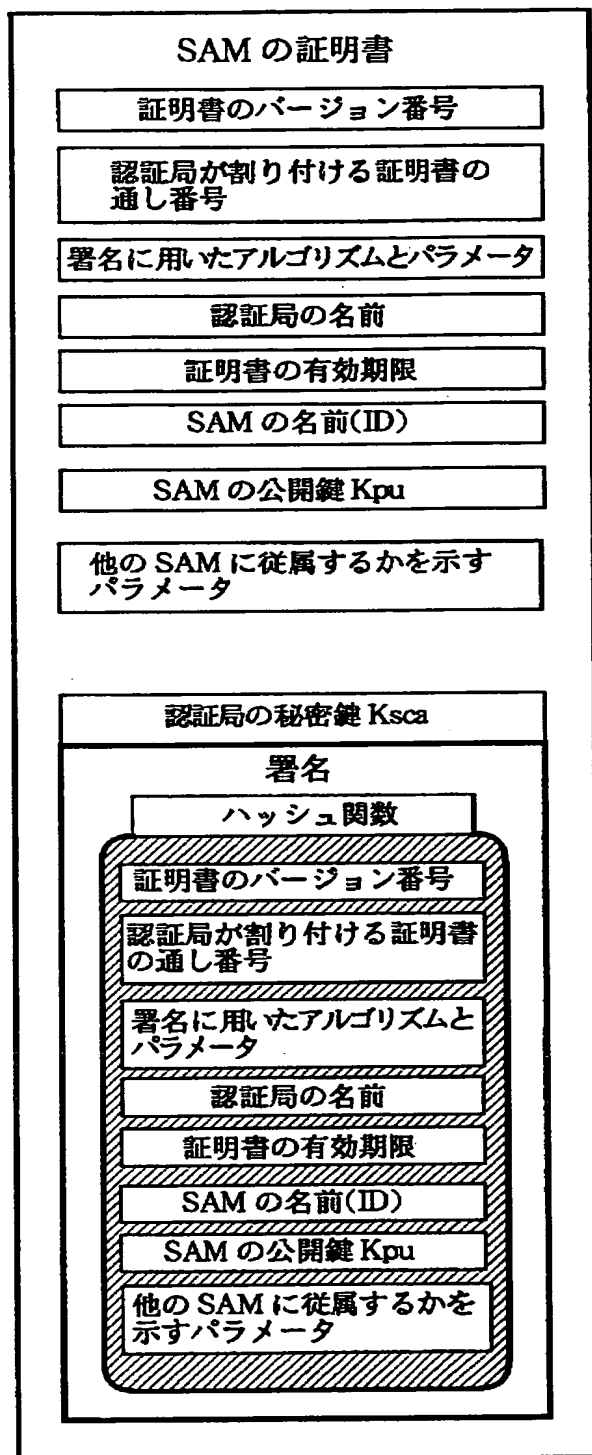 SAM の証明書
証明書のバージョン番号
認証局が割り付ける証明書の
通し番号
署名に用いたアルゴリズムとパラメータ
認証局の名前
証明書の有効期限
SAM の名前(ID)
SAM の公開鍵 Kpu
他の SAM に従属するかを示す
パラメータ
認証局の秘密鍵 Ksca
署名
ハッシュ関数
証明書のバージョン番号
認証局が割り付ける証明書
の通し番号
署名に用いたアルゴリズムと
パラメータ
認証局の名前
証明書の有効期限
SAM の名前(ID)
SAM の公開鍵 Kpu
他の SAM に従属するかを
示すパラメータ